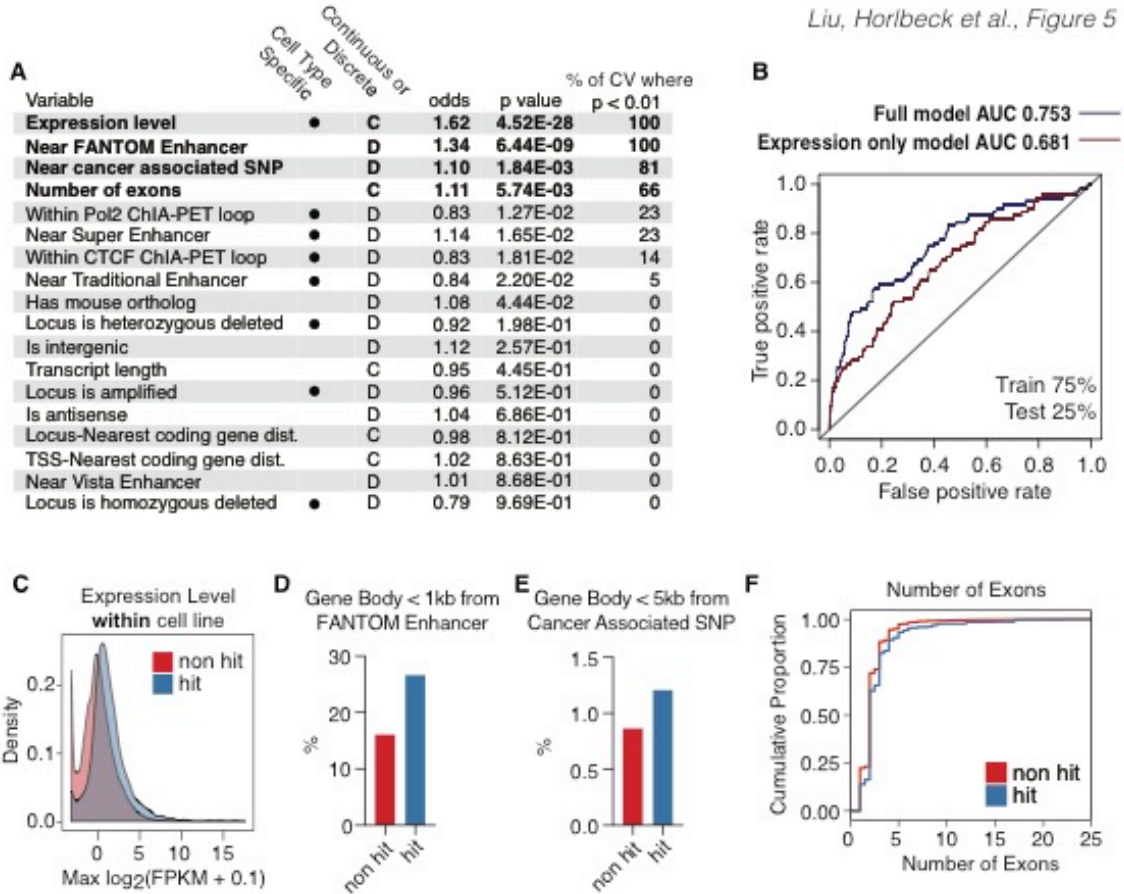 Liu, Horlbeck et al., Figure 5
A
Cell Type Specific
Continuous or Discrete
Variable odds p value % of CV where p < 0.01
Expression level ● C 1.62 4.52E-28 100
Near FANTOM Enhancer D 1.34 6.44E-09 100
Near cancer associated SNP D 1.10 1.84E-03 81
Number of exons C 1.11 5.74E-03 66
Within Pol2 ChIA-PET loop ● D 0.83 1.27E-02 23
Near Super Enhancer ● D 1.14 1.65E-02 23
Within CTCF ChIA-PET loop ● D 0.83 1.81E-02 14
Near Traditional Enhancer ● D 0.84 2.20E-02 5
Has mouse ortholog D 1.08 4.44E-02 0
Locus is heterozygous deleted ● D 0.92 1.98E-01 0
Is intergenic D 1.12 2.57E-01 0
Transcript length C 0.95 4.45E-01 0
Locus is amplified ● D 0.96 5.12E-01 0
Is antisense D 1.04 6.86E-01 0
Locus-Nearest coding gene dist. C 0.98 8.12E-01 0
TSS-Nearest coding gene dist. C 1.02 8.63E-01 0
Near Vista Enhancer D 1.01 8.68E-01 0
Locus is homozygous deleted ● D 0.79 9.69E-01 0
B
Full model AUC 0.753
Expression only model AUC 0.681
True positive rate
1.0
0.8
0.6
0.4
0.2
0.0
Train 75%
Test 25%
0.0 0.2 0.4 0.6 0.8 1.0
False positive rate
C
Expression Level
within cell line
non hit
hit
Density
0.2
0.1
0.0
0 5 10 15
Max log2(FPKM + 0.1)
D
Gene Body < 1kb from
FANTOM Enhancer
%
30
20
10
0
non hit hit
E
Gene Body < 5kb from
Cancer Associated SNP
%
1.5
1.0
0.5
0.0
non hit hit
F
Number of Exons
Cumulative Proportion
1.00
0.75
0.50
0.25
0.00
non hit
hit
0 5 10 15 20 25
Number of Exons